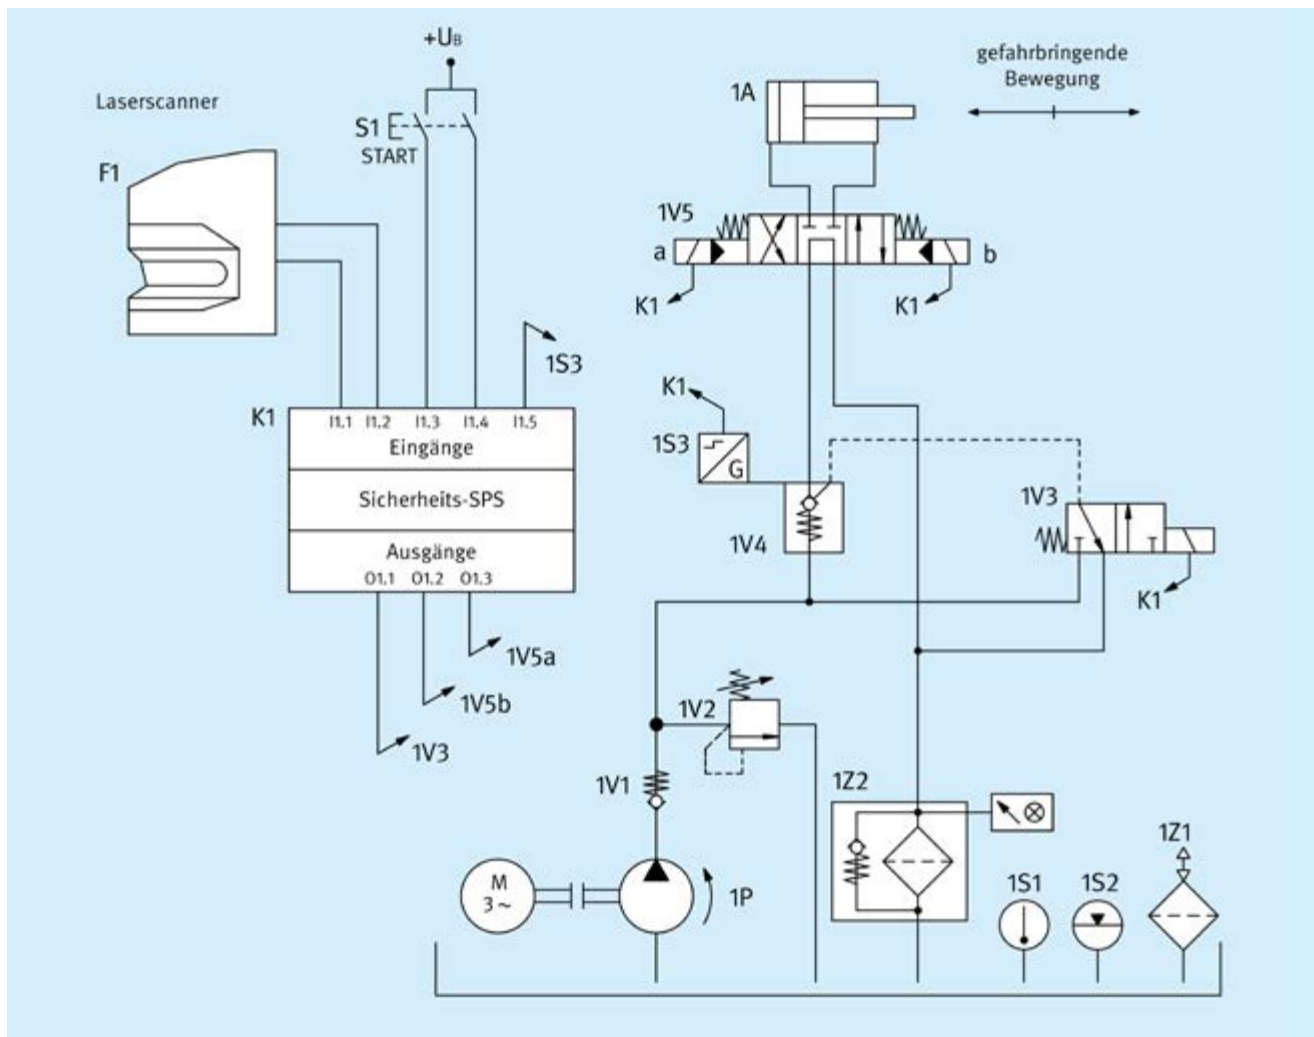 +UB
gefahrbringende
Bewegung
Laserscanner
1A
S1
START
F1
1V5
a
b
K1
K1
1S3
K1
I1.1
I1.2
I1.3
I1.4
I1.5
Eingänge
K1
1S3
G
Sicherheits-SPS
1V3
1V4
Ausgänge
O1.1
O1.2
O1.3
K1
1V5a
1V5b
1V2
1V3
1V1
1Z2
1Z1
M
3~
1P
1S1
1S2